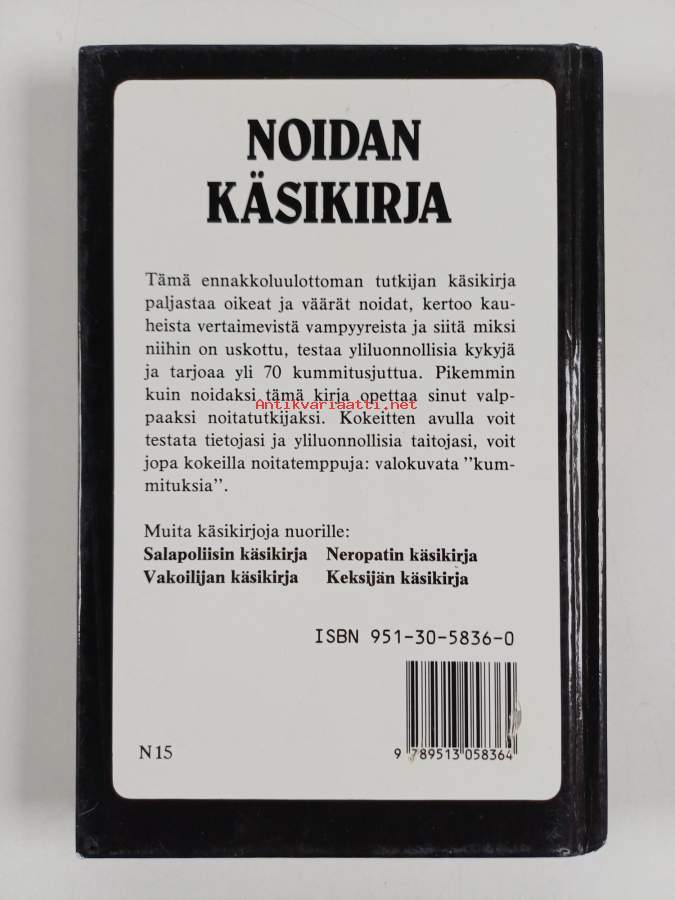 NOIDAN
KÄSIKIRJA
Tämä ennakkoluulottoman tutkijan käsikirja
paljastaa oikeat ja väärät noidat, kertoo kau-
heista vertaimevistä vampyyreista ja siitä miksi
niihin on uskottu, testaa yliluonnollisia kykyjä
ja tarjoaa yli 70 kummitusjuttua. Pikemmin
kuin noidaksi tämä kirja opettaa sinut valp-
Antikvariaatti.net
paaksi noitatutkijaksi. Kokeitten avulla voit
testata tietojasi ja yliluonnollisia taitojasi, voit
jopa kokeilla noitatemppuja: valokuvata "kum-
mituksia".
Muita käsikirjoja nuorille:
Salapoliisin käsikirja Neropatin käsikirja
Vakoilijan käsikirja Keksijän käsikirja
ISBN 951-30-5836-0
N 15
9 789513 058364